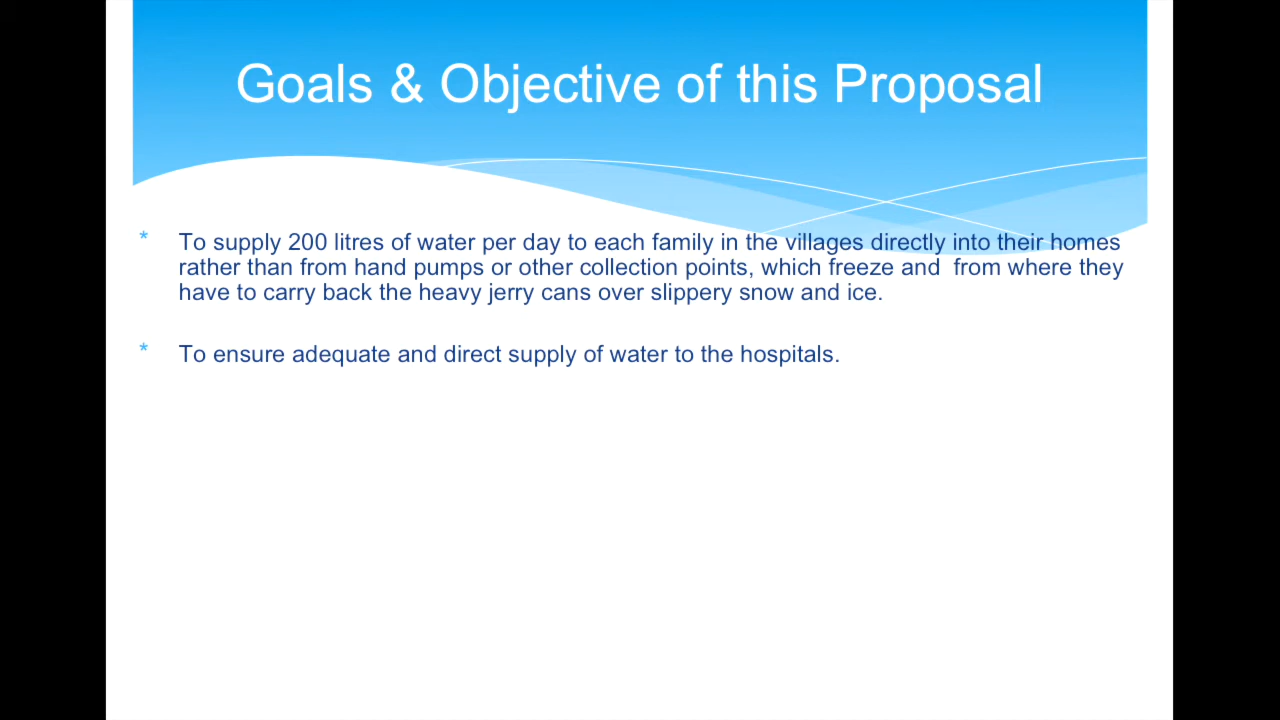 Goals & Objective of this Proposal
* To supply 200 litres of water per day to each family in the villages directly into their homes
rather than from hand pumps or other collection points, which freeze and  from where they
have to carry back the heavy jerry cans over slippery snow and ice.
* To ensure adequate and direct supply of water to the hospitals.